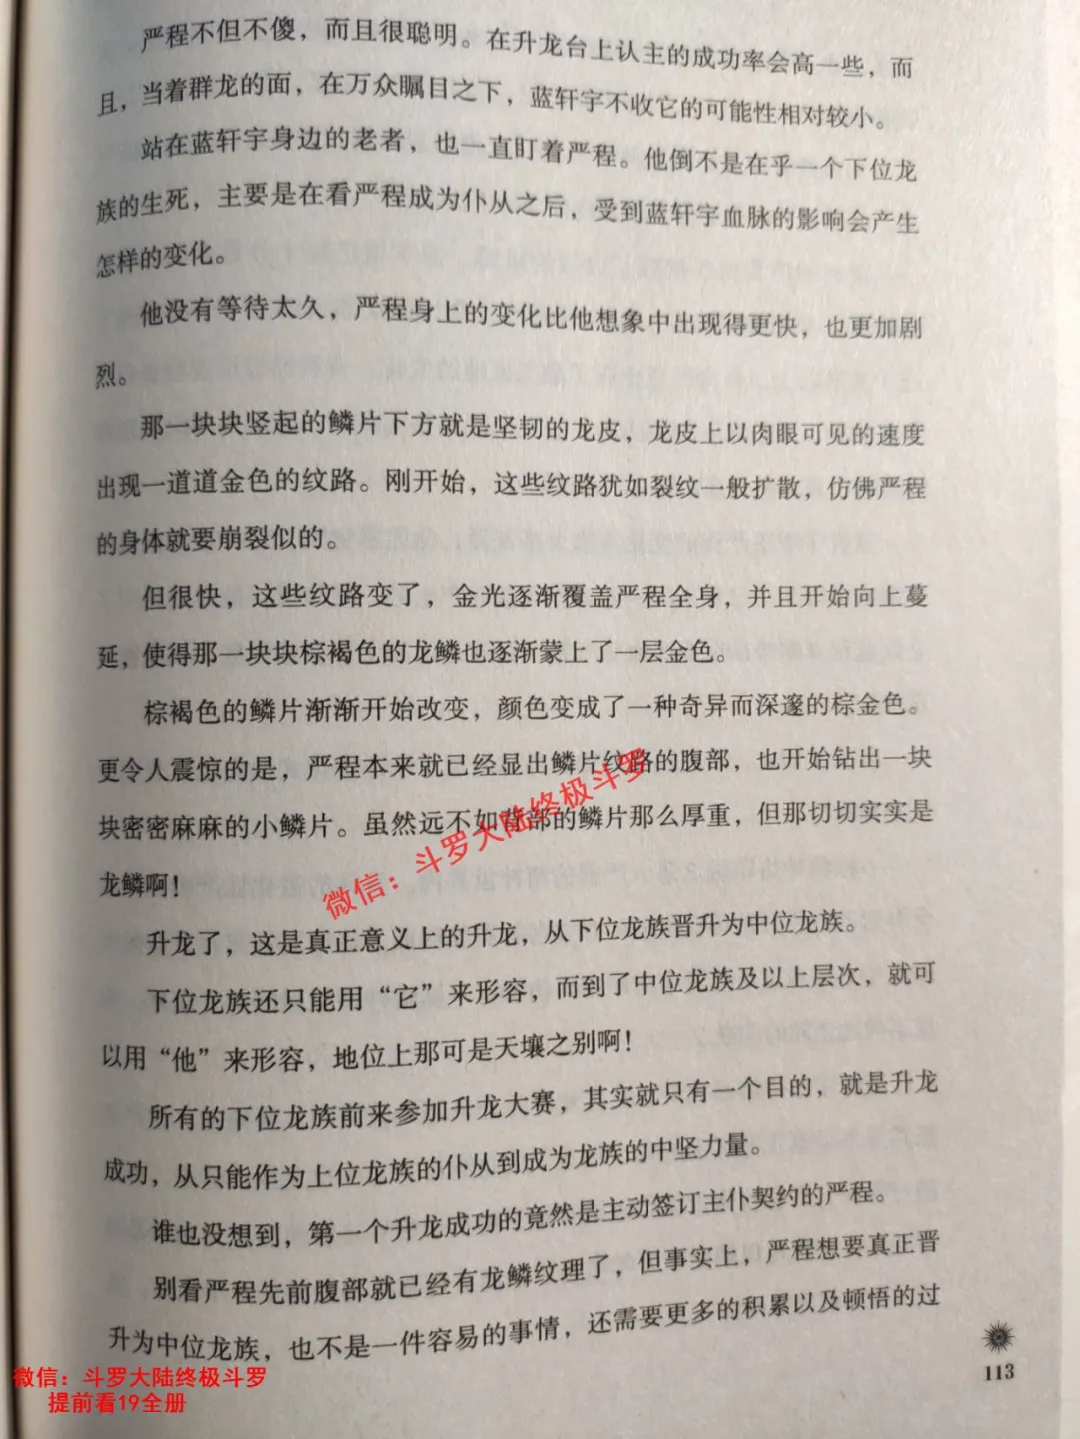 严程不但不傻，而且很聪明。在升龙台上认主的成功率会高一些，而
且，当着群龙的面，在万众瞩目之下，蓝轩宇不收它的可能性相对较小。
站在蓝轩宇身边的老者，也一直盯着严程。他倒不是在乎一个下位龙
族的生死，主要是在看严程成为仆从之后，受到蓝轩宇血脉的影响会产生
怎样的变化。
他没有等待太久，严程身上的变化比他想象中出现得更快，也更加剧
烈。
那一块块竖起的鳞片下方就是坚韧的龙皮，龙皮上以肉眼可见的速度
出现一道道金色的纹路。刚开始，这些纹路犹如裂纹一般扩散，仿佛严程
的身体就要崩裂似的。
但很快，这些纹路变了，金光逐渐覆盖严程全身，并且开始向上蔓
延，使得那一块块棕褐色的龙鳞也逐渐蒙上了一层金色。
棕褐色的鳞片渐渐开始改变，颜色变成了一种奇异而深邃的棕金色。
更令人震惊的是，严程本来就已经显出鳞片纹路的腹部，也开始钻出一块
块密密麻麻的小鳞片。虽然远不如背部的鳞片那么厚重，但那切切实实是
龙鳞啊！
微信：斗罗大陆终极斗罗
升龙了，这是真正意义上的升龙，从下位龙族晋升为中位龙族。
下位龙族还只能用“它”来形容，而到了中位龙族及以上层次，就可
以用“他”来形容，地位上那可是天壤之别啊！
所有的下位龙族前来参加升龙大赛，其实就只有一个目的，就是升龙
成功，从只能作为上位龙族的仆从到成为龙族的中坚力量。
谁也没想到，第一个升龙成功的竟然是主动签订主仆契约的严程。
别看严程先前腹部就已经有龙鳞纹理了，但事实上，严程想要真正晋
升为中位龙族，也不是一件容易的事情，还需要更多的积累以及顿悟的过
113
微信：斗罗大陆终极斗罗
提前看19全册